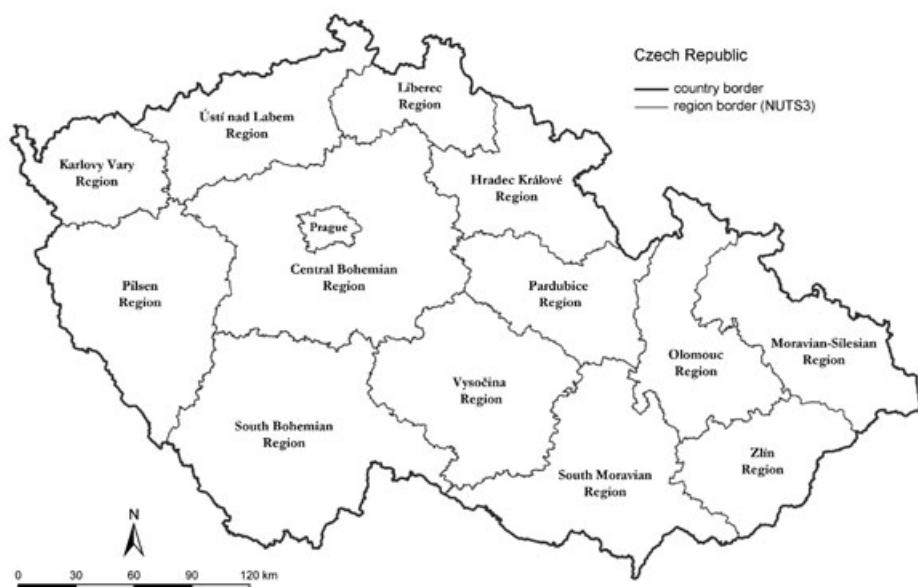 Czech Republic
country border
region border (NUTS3)
Liberec
Region
Ústí nad Labem
Region
Karlovy Vary
Region
Hradec Králové
Region
Prague
Central Bohemian
Region
Pilsen
Region
Pardubice
Region
Moravian-Silesian
Region
Olomouc
Region
Vysočina
Region
South Bohemian
Region
Zlín
Region
South Moravian
Region
N
0 30 60 90 120 km